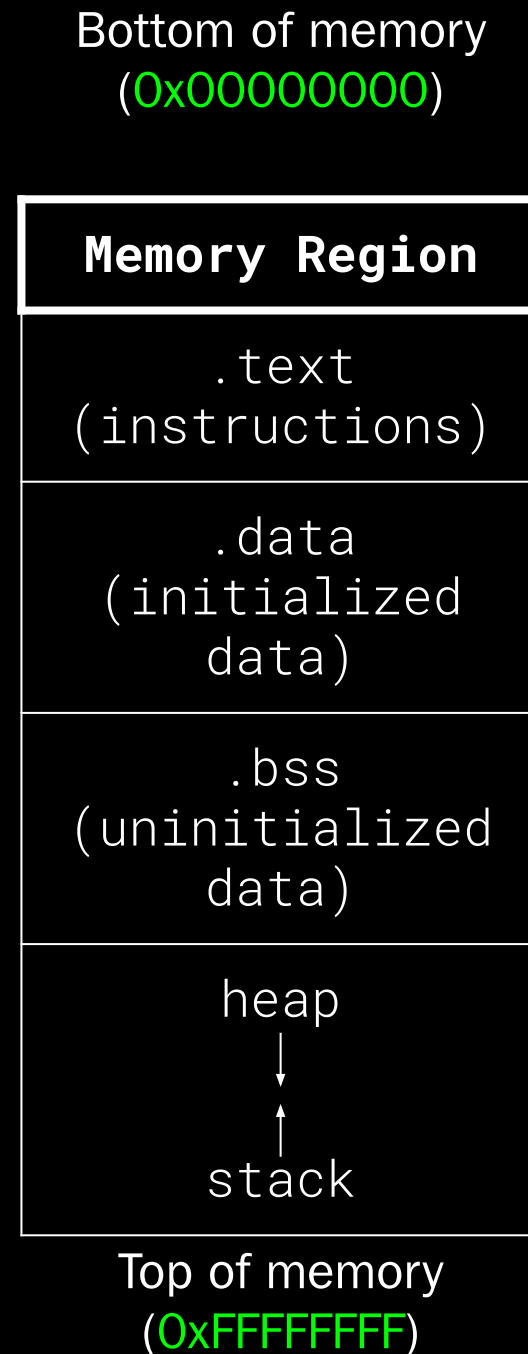 Bottom of memory
(0x00000000)
Memory Region
.text
(instructions)
.data
(initialized
data)
.bss
(uninitialized
data)
heap
stack
Top of memory
(0xFFFFFFFF)